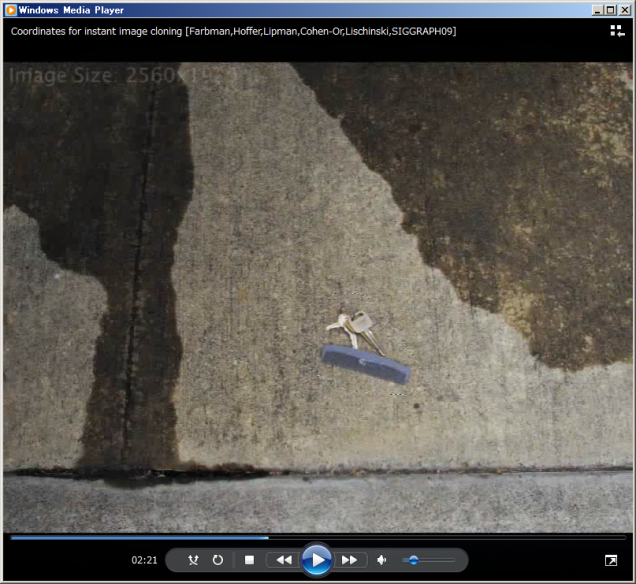 Windows Media Player
Coordinates for instant image cloning [Farbman,Hoffer,Lipman,Cohen-Or,Lischinski,SIGGRAPH09]
Image Size: 2560
02:21